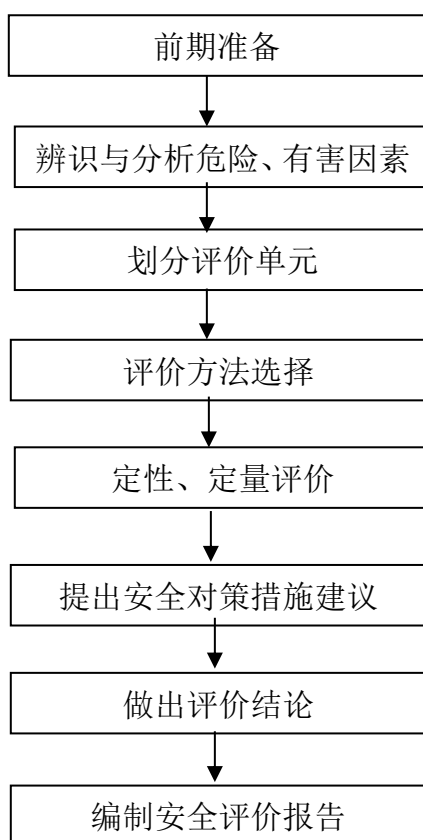 前期准备
辨识与分析危险、有害因素
划分评价单元
评价方法选择
定性、定量评价
提出安全对策措施建议
做出评价结论
编制安全评价报告